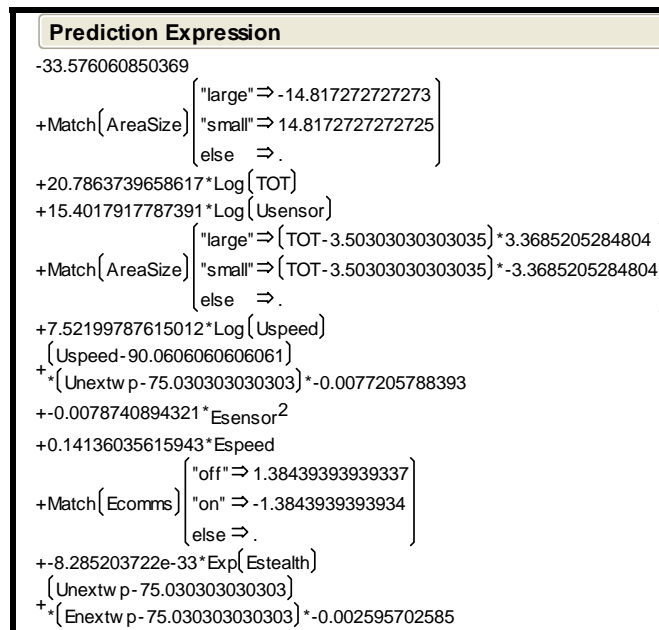 Prediction Expression
-33.576060850369
+Match(AreaSize)
"large"⇒-14.817272727273
"small"⇒14.8172727272725
else ⇒.
+20.7863739658617*Log(TOT)
+15.4017917787391*Log(Usensor)
+Match(AreaSize)
"large"⇒(TOT-3.50303030303035)*3.3685205284804
"small"⇒(TOT-3.50303030303035)*-3.3685205284804
else ⇒.
+7.52199787615012*Log(Uspeed)
+(Uspeed-90.0606060606061)
*(Unextwp-75.030303030303)*-0.0077205788393
+-0.0078740894321*Esensor2
+0.14136035615943*Espeed
+Match(Ecomms)
"off"⇒1.38439393939337
"on" ⇒-1.3843939393934
else ⇒.
+-8.285203722e-33*Exp(Estealth)
+(Unextwp-75.030303030303)
*(Enextwp-75.030303030303)*-0.002595702585